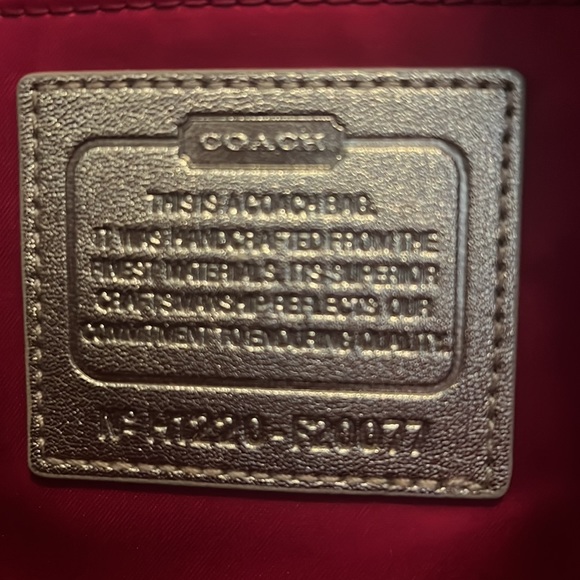 COACH
THIS IS A COACH BAG.
IT WAS HANDCRAFTED FROM THE
FINEST MATERIALS. ITS SUPERIOR
CRAFTSMANSHIP REFLECTS OUR
COMMITMENT TO ENDURING QUALITY.
Nº H1220-F20077